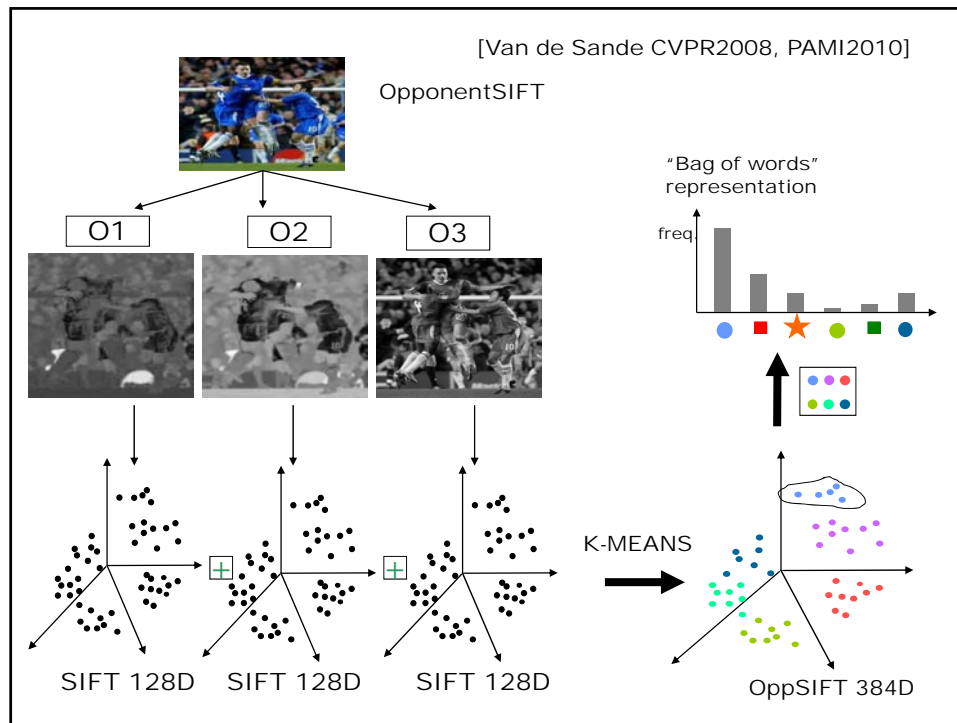 [Van de Sande CVPR2008, PAMI2010]
OpponentSIFT
O1
O2
O3
"Bag of words"
representation
freq.
K-MEANS
SIFT 128D
SIFT 128D
SIFT 128D
OppSIFT 384D